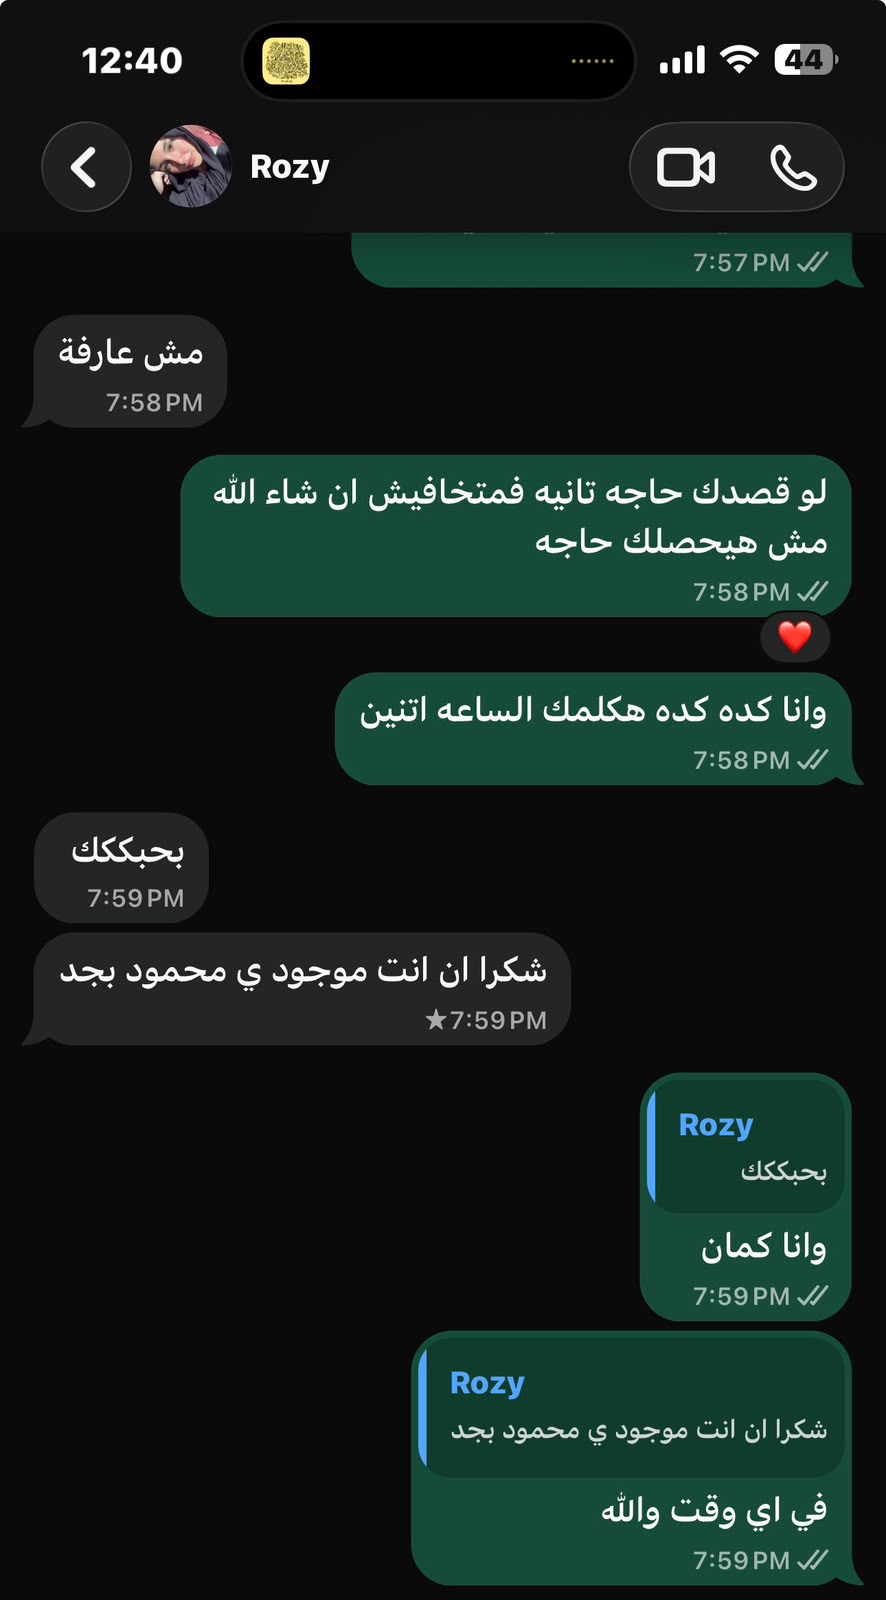 12:40
44
Rozy
7:57 PM
مش عارفة
7:58 PM
لو قصدك حاجه تانيه فمتخافيش ان شاء الله
مش هيحصلك حاجه
7:58 PM
وانا كده كده هكلمك الساعه اتنين
7:58 PM
بحبككك
7:59 PM
شكرا ان انت موجود ي محمود بجد
7:59 PM
Rozy
بحبككك
وانا كمان
7:59 PM
Rozy
شكرا ان انت موجود ي محمود بجد
في اي وقت والله
7:59 PM